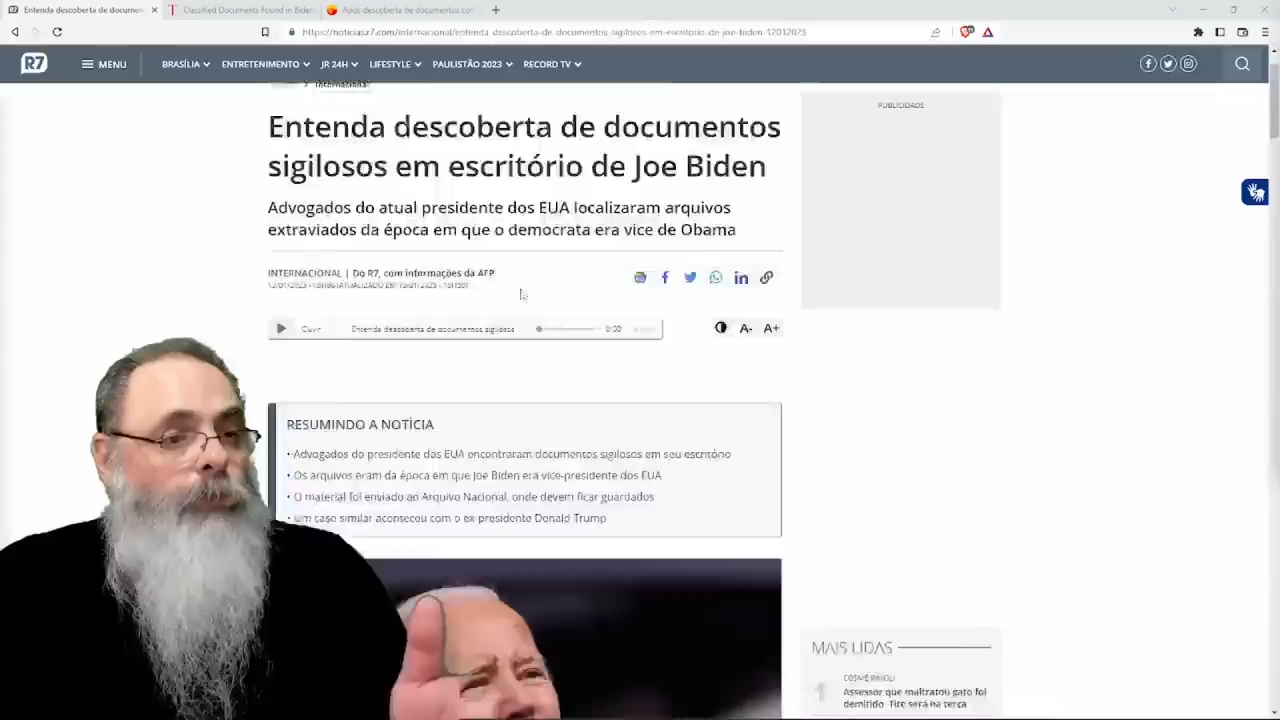 Entenda descoberta de documen
Classified Documents Found in Biden
Após descoberta de documentos con
https://noticias.r7.com/internacional/entenda-descoberta-de-documentos-sigilosos-em-escritorio-de-joe-biden-12012023
R7
MENU
BRASÍLIA
ENTRETENIMENTO
JR 24H
LIFESTYLE
PAULISTÃO 2023
RECORD TV
Internacional
PUBLICIDADE
Entenda descoberta de documentos
sigilosos em escritório de Joe Biden
Advogados do atual presidente dos EUA localizaram arquivos
extraviados da época em que o democrata era vice de Obama
INTERNACIONAL | Do R7, com informações da AFP
Ouvir
Entenda descoberta de documentos sigilosos
0:00
A-
A+
RESUMINDO A NOTÍCIA
• Advogados do presidente dos EUA encontraram documentos sigilosos em seu escritório
• Os arquivos eram da época em que Joe Biden era vice-presidente dos EUA
• O material foi enviado ao Arquivo Nacional, onde devem ficar guardados
• Um caso similar aconteceu com o ex presidente Donald Trump
MAIS LIDAS
1
COSME RÍMOLI
Assessor que maltratou gato foi
demitido. Tite será na terça